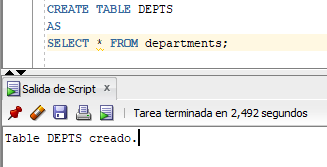 CREATE TABLE DEPTS
AS
SELECT * FROM departments;
Salida de Script x
Tarea terminada en 2,492 segundos
Table DEPTS creado.